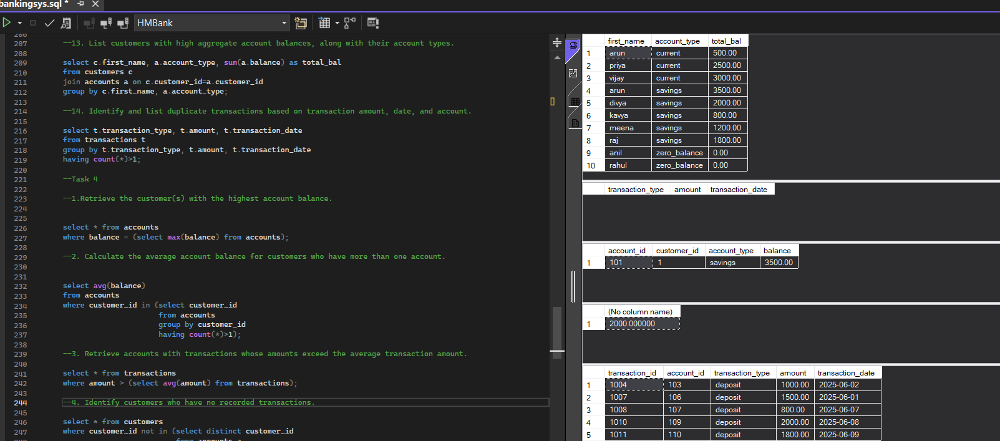 bankingsys.sql *
HMBank
206
207 --13. List customers with high aggregate account balances, along with their account types.
208
209 select c.first_name, a.account_type, sum(a.balance) as total_bal
210 from customers c
211 join accounts a on c.customer_id=a.customer_id
212 group by c.first_name, a.account_type;
213
214 --14. Identify and list duplicate transactions based on transaction amount, date, and account.
215
216 select t.transaction_type, t.amount, t.transaction_date
217 from transactions t
218 group by t.transaction_type, t.amount, t.transaction_date
219 having count(*)>1;
220
221 --Task 4
222
223 --1.Retrieve the customer(s) with the highest account balance.
224
225
226 select * from accounts
227 where balance = (select max(balance) from accounts);
228
229 --2. Calculate the average account balance for customers who have more than one account.
230
231
232 select avg(balance)
233 from accounts
234 where customer_id in (select customer_id
235 from accounts
236 group by customer_id
237 having count(*)>1);
238
239 --3. Retrieve accounts with transactions whose amounts exceed the average transaction amount.
240
241 select * from transactions
242 where amount > (select avg(amount) from transactions);
243
244 --4. Identify customers who have no recorded transactions.
245
246 select * from customers
247 where customer_id not in (select distinct customer_id
first_name account_type total_bal
1 arun current 500.00
2 priya current 2500.00
3 vijay current 3000.00
4 arun savings 3500.00
5 divya savings 2000.00
6 kavya savings 800.00
7 meena savings 1200.00
8 raj savings 1800.00
9 anil zero_balance 0.00
10 rahul zero_balance 0.00
transaction_type amount transaction_date
account_id customer_id account_type balance
1 101 1 savings 3500.00
(No column name)
1 2000.000000
transaction_id account_id transaction_type amount transaction_date
1 1004 103 deposit 1000.00 2025-06-02
2 1007 106 deposit 1500.00 2025-06-01
3 1008 107 deposit 800.00 2025-06-07
4 1010 109 deposit 2000.00 2025-06-08
5 1011 110 deposit 1800.00 2025-06-09